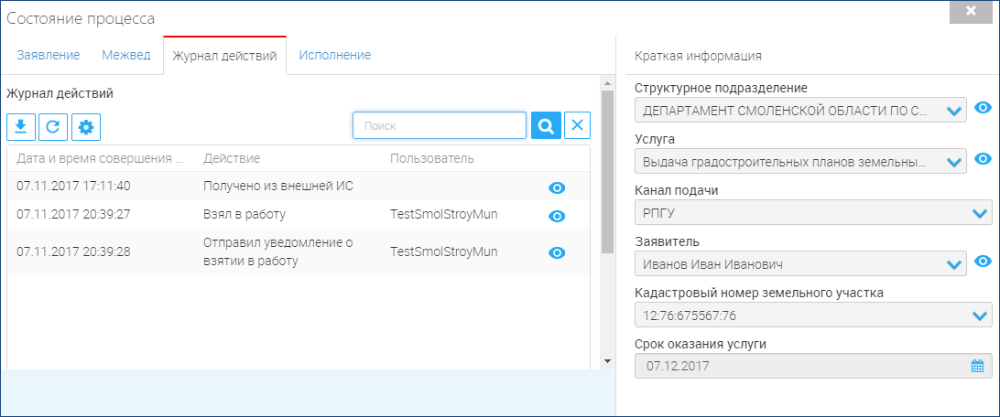 Состояние процесса
Заявление Межвед Журнал действий Исполнение
Журнал действий
Поиск
Дата и время совершения ... Действие Пользователь
07.11.2017 17:11:40 Получено из внешней ИС
07.11.2017 20:39:27 Взял в работу TestSmolStroyMun
07.11.2017 20:39:28 Отправил уведомление о взятии в работу TestSmolStroyMun
Краткая информация
Структурное подразделение
ДЕПАРТАМЕНТ СМОЛЕНСКОЙ ОБЛАСТИ ПО С...
Услуга
Выдача градостроительных планов земельны...
Канал подачи
РПГУ
Заявитель
Иванов Иван Иванович
Кадастровый номер земельного участка
12:76:675567:76
Срок оказания услуги
07.12.2017